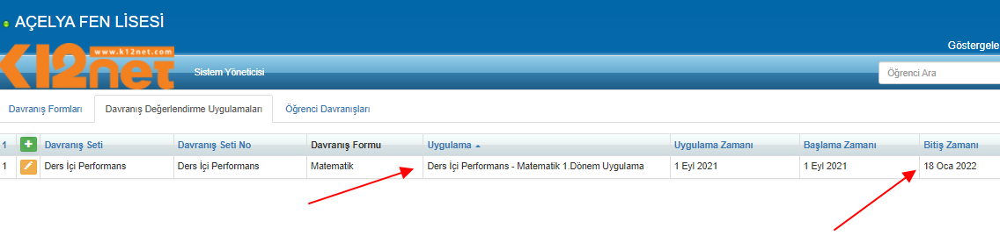 AÇELYA FEN LİSESİ
www.k12net.com
K12net
Göstergele
Sistem Yöneticisi
Öğrenci Ara
Davranış Formları
Davranış Değerlendirme Uygulamaları
Öğrenci Davranışları
1 Davranış Seti Davranış Seti No Davranış Formu Uygulama Uygulama Zamanı Başlama Zamanı Bitiş Zamanı
1 Ders İçi Performans Ders İçi Performans Matematik Ders İçi Performans - Matematik 1.Dönem Uygulama 1 Eyl 2021 1 Eyl 2021 18 Oca 2022